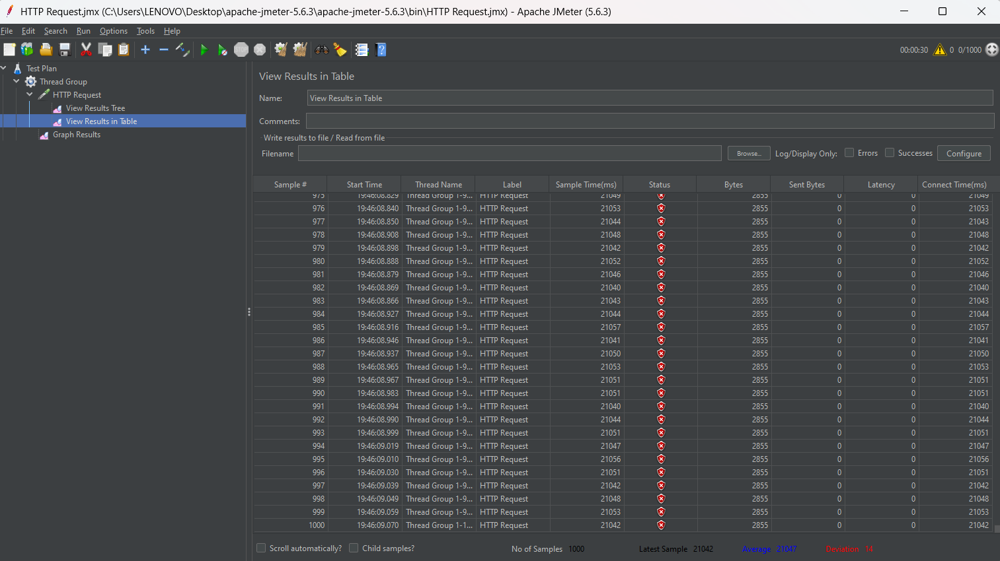 HTTP Request.jmx (C:\Users\LENOVO\Desktop\apache-jmeter-5.6.3\apache-jmeter-5.6.3\bin\HTTP Request.jmx) - Apache JMeter (5.6.3)
File Edit Search Run Options Tools Help
STOP
00:00:30 0 0/1000
Test Plan
Thread Group
HTTP Request
View Results Tree
View Results in Table
Graph Results
View Results in Table
Name: View Results in Table
Comments:
Write results to file / Read from file
Filename Browse... Log/Display Only: Errors Successes Configure
Sample # Start Time Thread Name Label Sample Time(ms) Status Bytes Sent Bytes Latency Connect Time(ms)
975 19:46:08.829 Thread Group 1-9... HTTP Request 21049 2855 0 0 21049
976 19:46:08.840 Thread Group 1-9... HTTP Request 21053 2855 0 0 21053
977 19:46:08.850 Thread Group 1-9... HTTP Request 21044 2855 0 0 21043
978 19:46:08.908 Thread Group 1-9... HTTP Request 21048 2855 0 0 21048
979 19:46:08.898 Thread Group 1-9... HTTP Request 21042 2855 0 0 21042
980 19:46:08.888 Thread Group 1-9... HTTP Request 21052 2855 0 0 21052
981 19:46:08.879 Thread Group 1-9... HTTP Request 21046 2855 0 0 21046
982 19:46:08.869 Thread Group 1-9... HTTP Request 21040 2855 0 0 21040
983 19:46:08.866 Thread Group 1-9... HTTP Request 21043 2855 0 0 21043
984 19:46:08.927 Thread Group 1-9... HTTP Request 21044 2855 0 0 21044
985 19:46:08.916 Thread Group 1-9... HTTP Request 21057 2855 0 0 21057
986 19:46:08.946 Thread Group 1-9... HTTP Request 21041 2855 0 0 21041
987 19:46:08.937 Thread Group 1-9... HTTP Request 21050 2855 0 0 21050
988 19:46:08.965 Thread Group 1-9... HTTP Request 21053 2855 0 0 21053
989 19:46:08.967 Thread Group 1-9... HTTP Request 21051 2855 0 0 21051
990 19:46:08.983 Thread Group 1-9... HTTP Request 21051 2855 0 0 21051
991 19:46:08.994 Thread Group 1-9... HTTP Request 21040 2855 0 0 21040
992 19:46:08.990 Thread Group 1-9... HTTP Request 21044 2855 0 0 21044
993 19:46:08.999 Thread Group 1-9... HTTP Request 21051 2855 0 0 21051
994 19:46:09.019 Thread Group 1-9... HTTP Request 21047 2855 0 0 21047
995 19:46:09.010 Thread Group 1-9... HTTP Request 21056 2855 0 0 21056
996 19:46:09.030 Thread Group 1-9... HTTP Request 21051 2855 0 0 21051
997 19:46:09.039 Thread Group 1-9... HTTP Request 21042 2855 0 0 21042
998 19:46:09.049 Thread Group 1-9... HTTP Request 21048 2855 0 0 21048
999 19:46:09.059 Thread Group 1-9... HTTP Request 21053 2855 0 0 21053
1000 19:46:09.070 Thread Group 1-1... HTTP Request 21042 2855 0 0 21042
Scroll automatically? Child samples? No of Samples 1000 Latest Sample 21042 Average 21047 Deviation 14